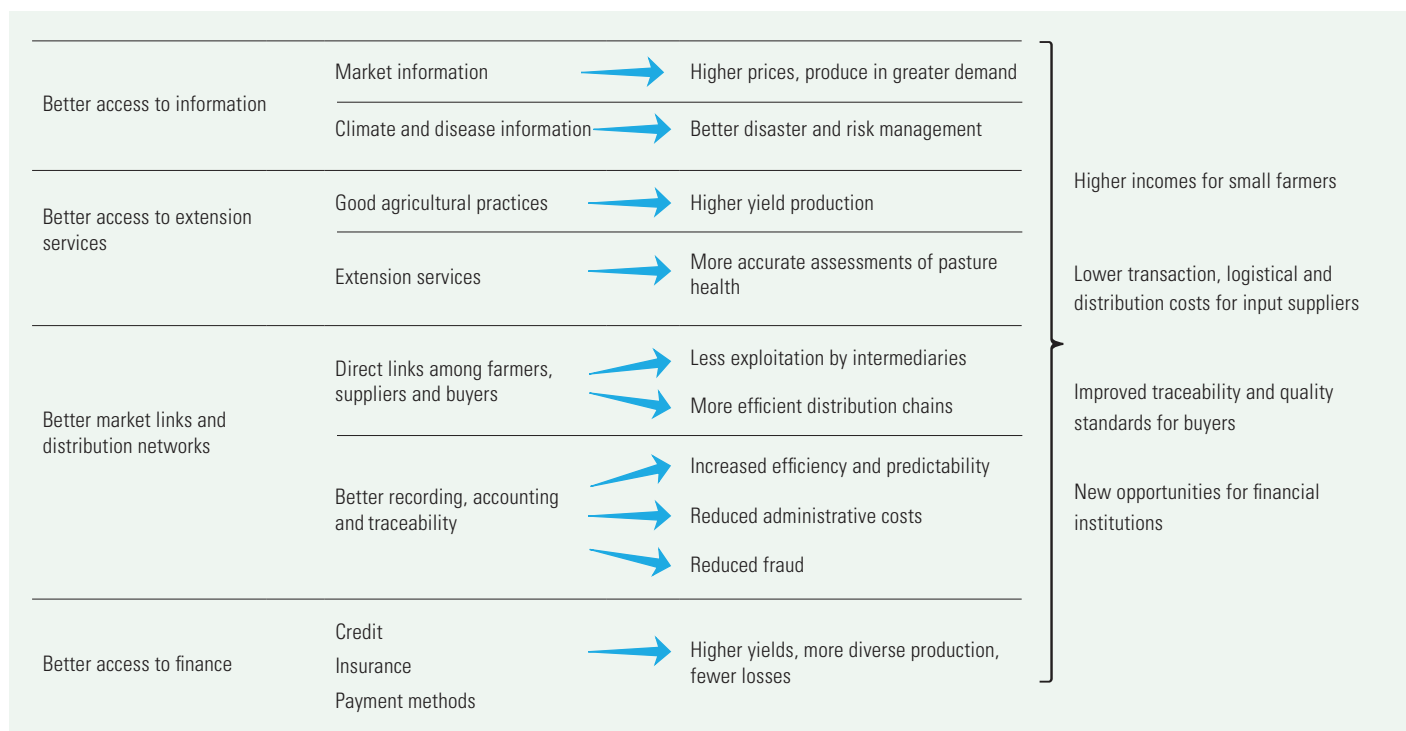 Better access to information
Market information
Higher prices, produce in greater demand
Climate and disease information
Better disaster and risk management
Better access to extension
services
Good agricultural practices
Higher yield production
Extension services
More accurate assessments of pasture
health
Better market links and
distribution networks
Direct links among farmers,
suppliers and buyers
Less exploitation by intermediaries
More efficient distribution chains
Better recording, accounting
and traceability
Increased efficiency and predictability
Reduced administrative costs
Reduced fraud
Better access to finance
Credit
Insurance
Payment methods
Higher yields, more diverse production,
fewer losses
Higher incomes for small farmers
Lower transaction, logistical and
distribution costs for input suppliers
Improved traceability and quality
standards for buyers
New opportunities for financial
institutions